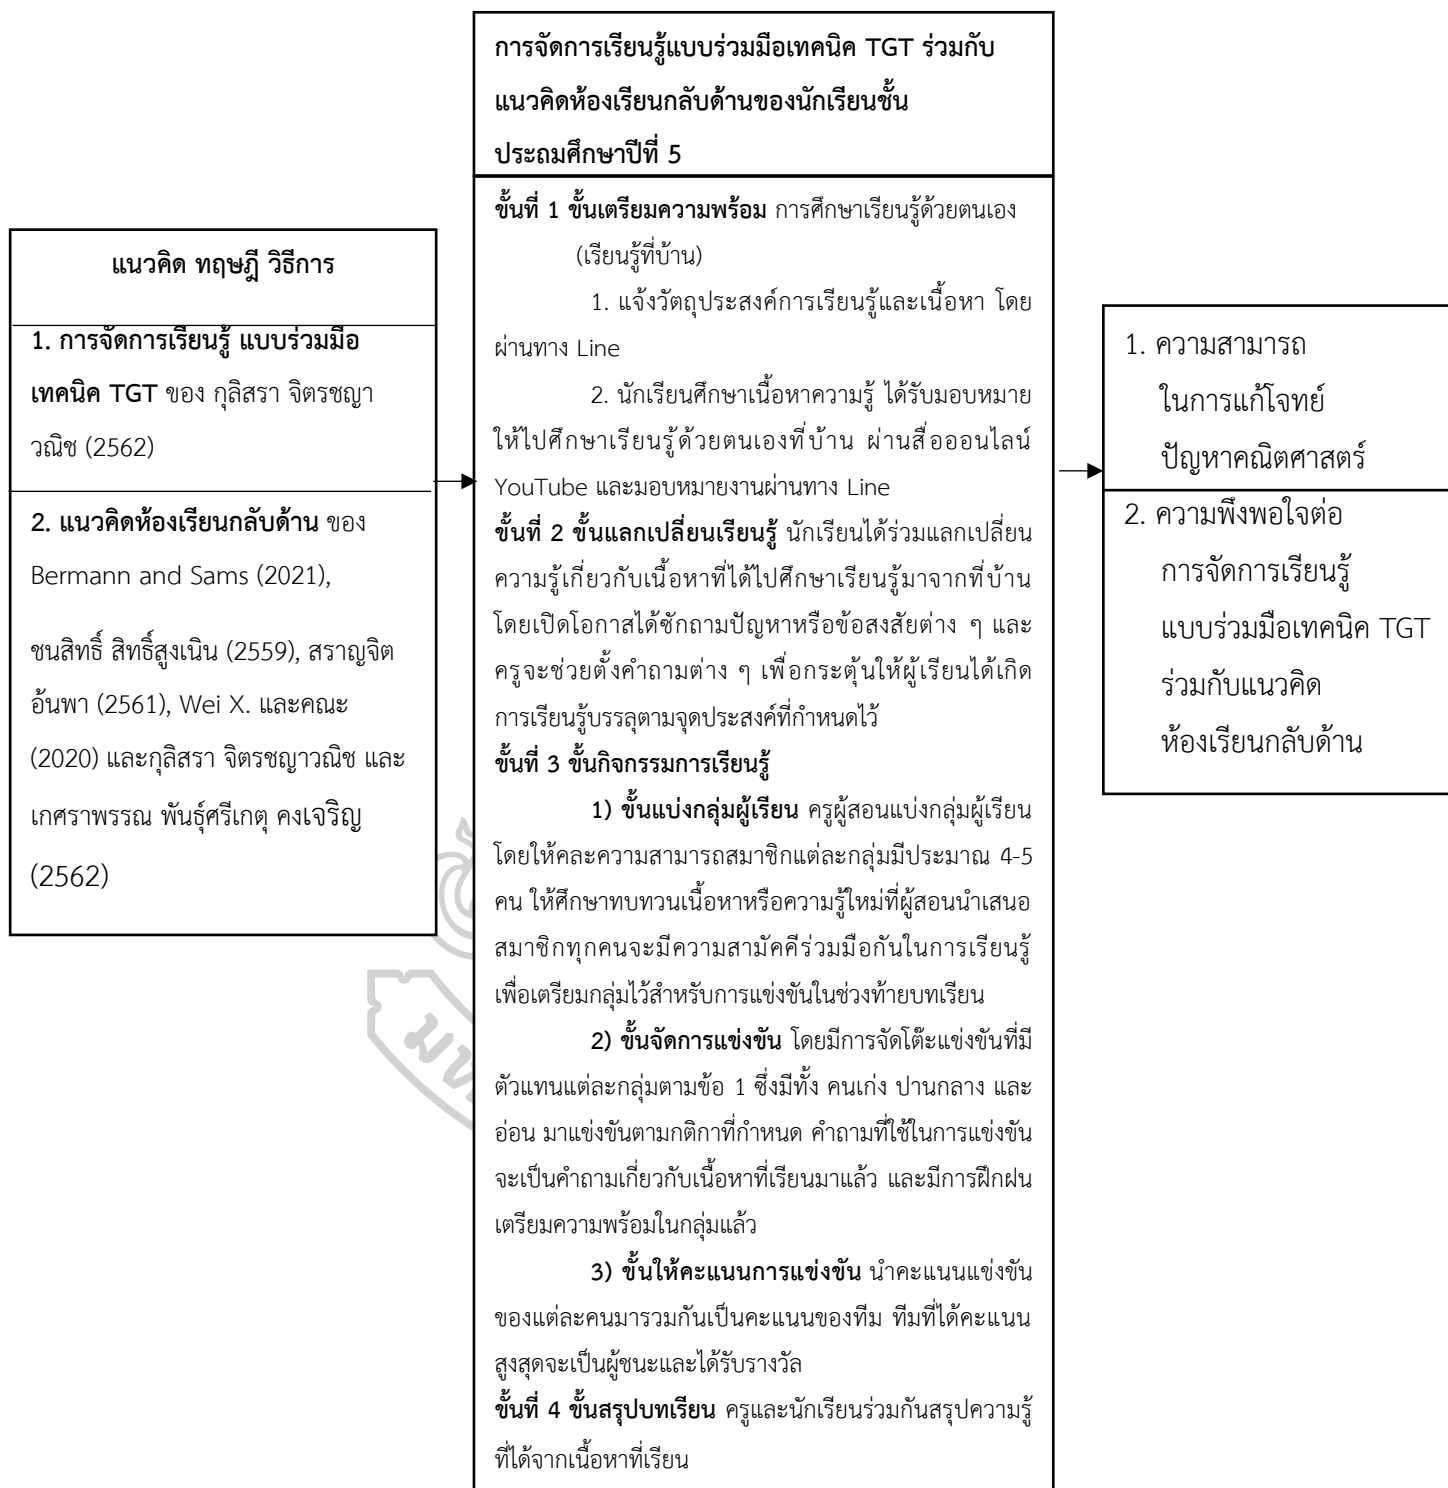 แนวคิด ทฤษฎี วิธีการ
1. การจัดการเรียนรู้ แบบร่วมมือ
เทคนิค TGT ของ กุลิสรา จิตรชญา
วณิช (2562)
2. แนวคิดห้องเรียนกลับด้าน ของ
Bermann and Sams (2021),
ชนสิทธิ์ สิทธิ์สูงเนิน (2559), สราญจิต
อ้นพา (2561), Wei X. และคณะ
(2020) และกุลิสรา จิตรชญาวณิช และ
เกศราพรรณ พันธุ์ศรีเกตุ คงเจริญ
(2562)
การจัดการเรียนรู้แบบร่วมมือเทคนิค TGT ร่วมกับ
แนวคิดห้องเรียนกลับด้านของนักเรียนชั้น
ประถมศึกษาปีที่ 5
ขั้นที่ 1 ขั้นเตรียมความพร้อม การศึกษาเรียนรู้ด้วยตนเอง
(เรียนรู้ที่บ้าน)
1. แจ้งวัตถุประสงค์การเรียนรู้และเนื้อหา โดย
ผ่านทาง Line
2. นักเรียนศึกษาเนื้อหาความรู้ ได้รับมอบหมาย
ให้ไปศึกษาเรียนรู้ด้วยตนเองที่บ้าน ผ่านสื่อออนไลน์
YouTube และมอบหมายงานผ่านทาง Line
ขั้นที่ 2 ขั้นแลกเปลี่ยนเรียนรู้ นักเรียนได้ร่วมแลกเปลี่ยน
ความรู้เกี่ยวกับเนื้อหาที่ได้ไปศึกษาเรียนรู้มาจากที่บ้าน
โดยเปิดโอกาสได้ซักถามปัญหาหรือข้อสงสัยต่าง ๆ และ
ครูจะช่วยตั้งคำถามต่าง ๆ เพื่อกระตุ้นให้ผู้เรียนได้เกิด
การเรียนรู้บรรลุตามจุดประสงค์ที่กำหนดไว้
ขั้นที่ 3 ขั้นกิจกรรมการเรียนรู้
1) ขั้นแบ่งกลุ่มผู้เรียน ครูผู้สอนแบ่งกลุ่มผู้เรียน
โดยให้คละความสามารถสมาชิกแต่ละกลุ่มมีประมาณ 4-5
คน ให้ศึกษาทบทวนเนื้อหาหรือความรู้ใหม่ที่ผู้สอนนำเสนอ
สมาชิกทุกคนจะมีความสามัคคีร่วมมือกันในการเรียนรู้
เพื่อเตรียมกลุ่มไว้สำหรับการแข่งขันในช่วงท้ายบทเรียน
2) ขั้นจัดการแข่งขัน โดยมีการจัดโต๊ะแข่งขันที่มี
ตัวแทนแต่ละกลุ่มตามข้อ 1 ซึ่งมีทั้ง คนเก่ง ปานกลาง และ
อ่อน มาแข่งขันตามกติกาที่กำหนด คำถามที่ใช้ในการแข่งขัน
จะเป็นคำถามเกี่ยวกับเนื้อหาที่เรียนมาแล้ว และมีการฝึกฝน
เตรียมความพร้อมในกลุ่มแล้ว
3) ขั้นให้คะแนนการแข่งขัน นำคะแนนแข่งขัน
ของแต่ละคนมารวมกันเป็นคะแนนของทีม ทีมที่ได้คะแนน
สูงสุดจะเป็นผู้ชนะและได้รับรางวัล
ขั้นที่ 4 ขั้นสรุปบทเรียน ครูและนักเรียนร่วมกันสรุปความรู้
ที่ได้จากเนื้อหาที่เรียน
1. ความสามารถ
ในการแก้โจทย์
ปัญหาคณิตศาสตร์
2. ความพึงพอใจต่อ
การจัดการเรียนรู้
แบบร่วมมือเทคนิค TGT
ร่วมกับแนวคิด
ห้องเรียนกลับด้าน